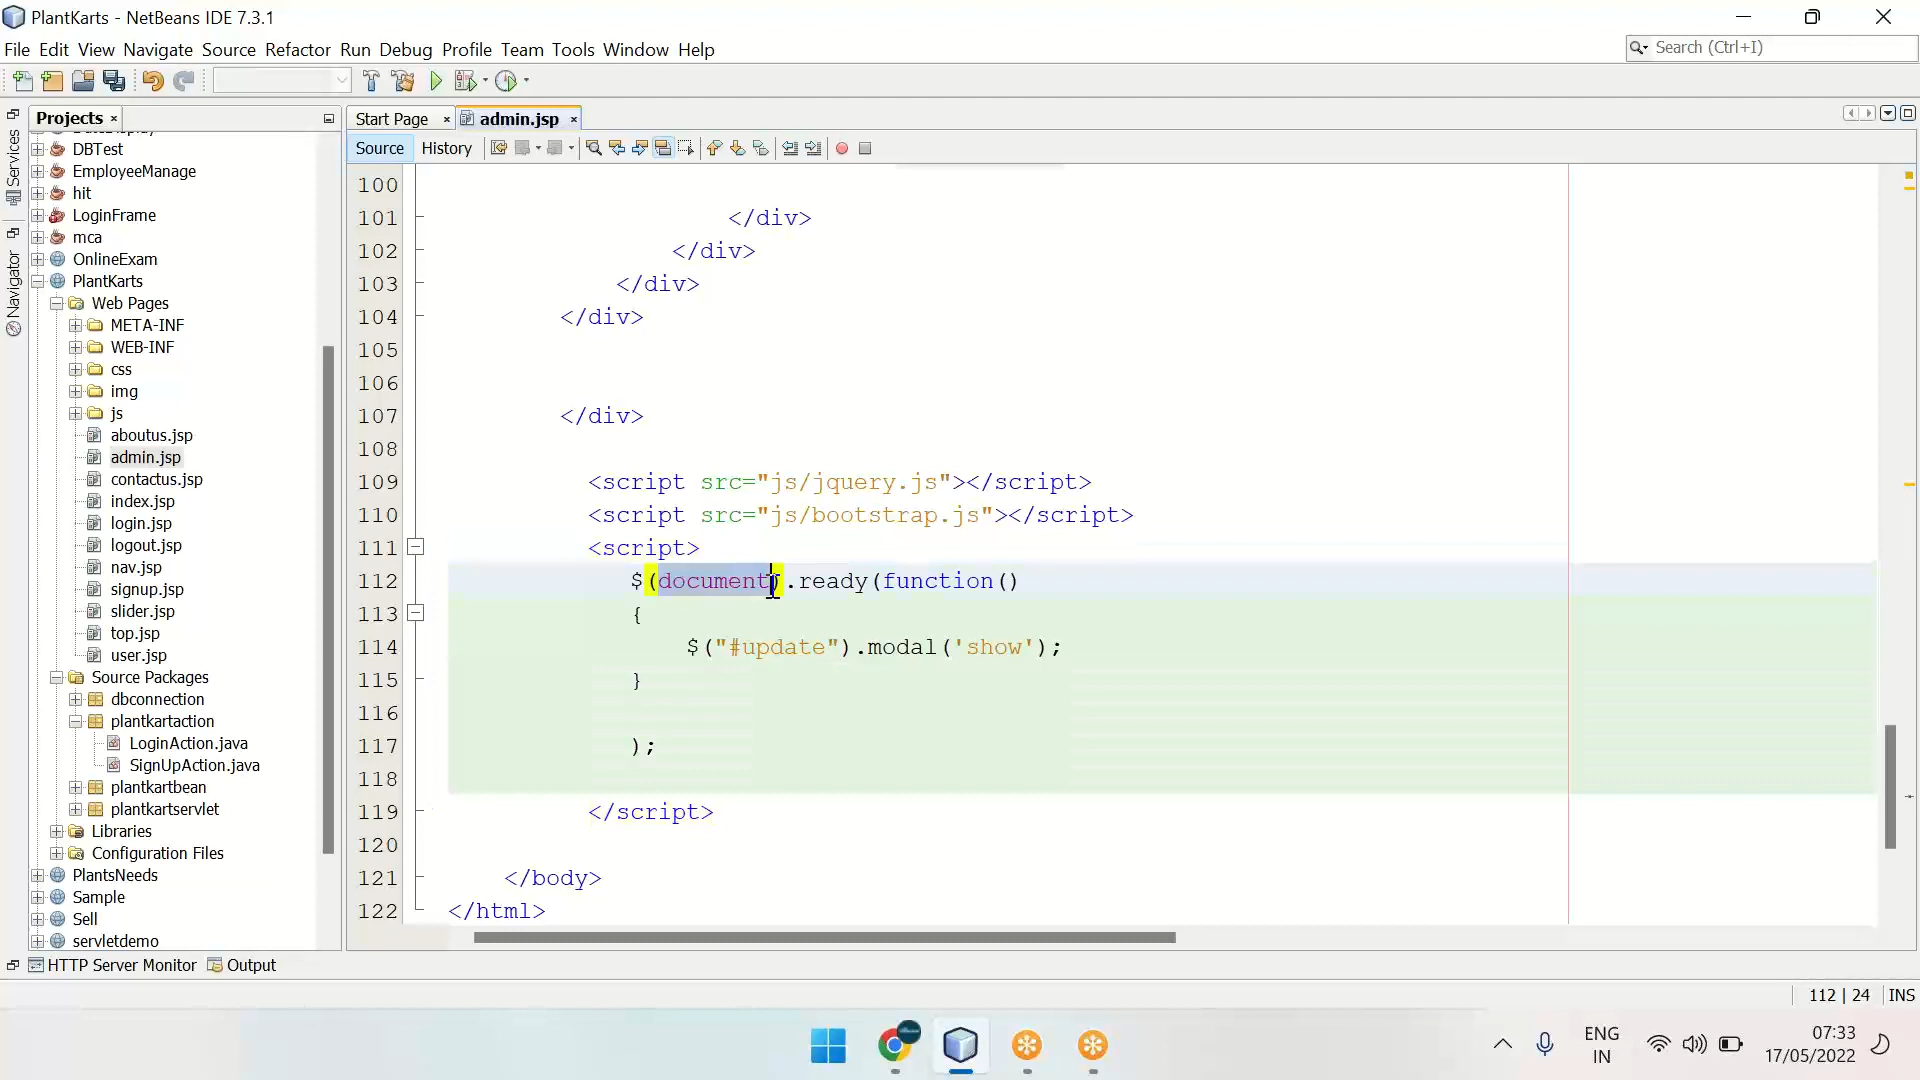 PlantKarts - NetBeans IDE 7.3.1
File Edit View Navigate Source Refactor Run Debug Profile Team Tools Window Help
Search (Ctrl+I)
Projects
Start Page
admin.jsp
Source History
Services
Navigator
DBTest
EmployeeManage
hit
LoginFrame
mca
OnlineExam
PlantKarts
Web Pages
META-INF
WEB-INF
css
img
js
aboutus.jsp
admin.jsp
contactus.jsp
index.jsp
login.jsp
logout.jsp
nav.jsp
signup.jsp
slider.jsp
top.jsp
user.jsp
Source Packages
dbconnection
plantkartaction
LoginAction.java
SignUpAction.java
plantkartbean
plantkartservlet
Libraries
Configuration Files
PlantsNeeds
Sample
Sell
servletdemo
100
101 </div>
102 </div>
103 </div>
104 </div>
105
106
107 </div>
108
109 <script src="js/jquery.js"></script>
110 <script src="js/bootstrap.js"></script>
111 <script>
112 $(document).ready(function()
113 {
114 $("#update").modal('show');
115 }
116
117 );
118
119 </script>
120
121 </body>
122 </html>
HTTP Server Monitor Output
112 | 24 INS
ENG
IN
07:33
17/05/2022